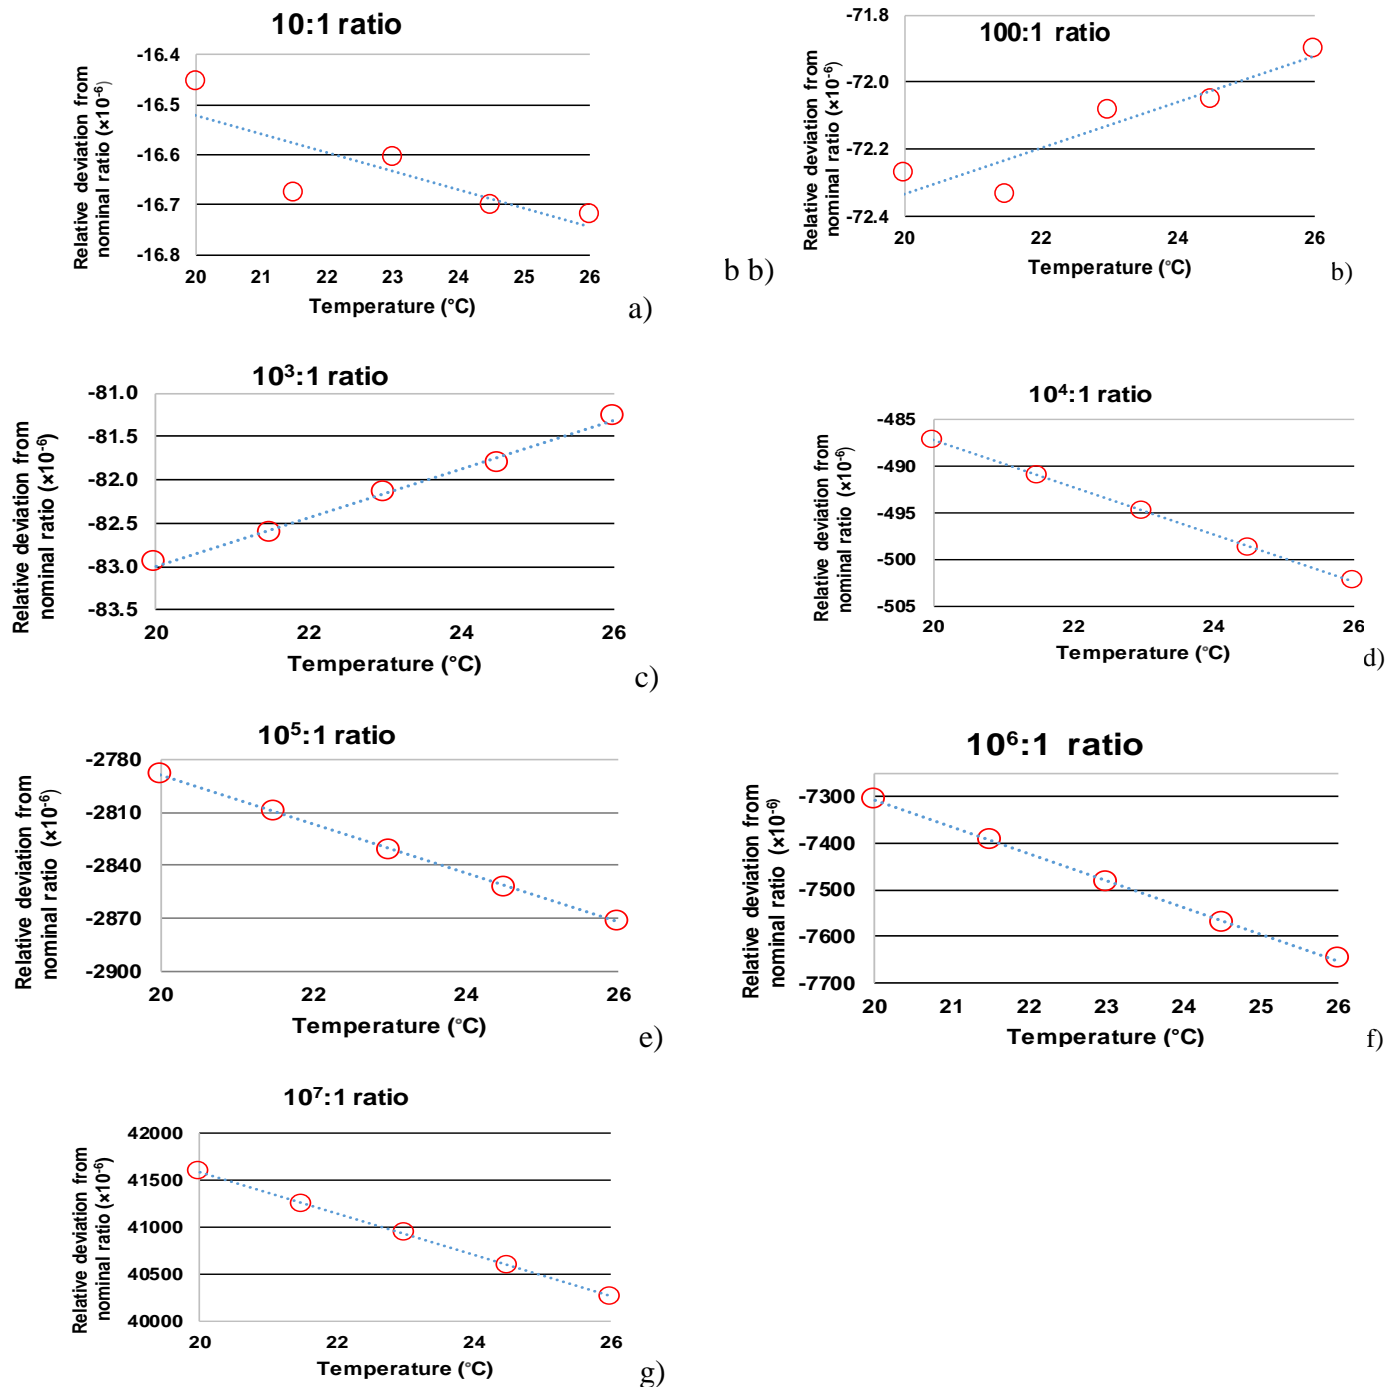 10:1 ratio
Relative deviation from
nominal ratio (×10⁻⁶)
-16.4
-16.5
-16.6
-16.7
-16.8
20 21 22 23 24 25 26
Temperature (°C)
a)
b b)
100:1 ratio
Relative deviation from
nominal ratio (×10⁻⁶)
-71.8
-72.0
-72.2
-72.4
20 22 24 26
Temperature (°C)
b)
10³:1 ratio
Relative deviation from
nominal ratio (×10⁻⁶)
-81.0
-81.5
-82.0
-82.5
-83.0
-83.5
20 22 24 26
Temperature (°C)
c)
10⁴:1 ratio
Relative deviation from
nominal ratio (×10⁻⁶)
-485
-490
-495
-500
-505
20 22 24 26
Temperature (°C)
d)
10⁵:1 ratio
Relative deviation from
nominal ratio (×10⁻⁶)
-2780
-2810
-2840
-2870
-2900
20 22 24 26
Temperature (°C)
e)
10⁶:1 ratio
Relative deviation from
nominal ratio (×10⁻⁶)
-7300
-7400
-7500
-7600
-7700
20 21 22 23 24 25 26
Temperature (°C)
f)
10⁷:1 ratio
Relative deviation from
nominal ratio (×10⁻⁶)
42000
41500
41000
40500
40000
20 22 24 26
Temperature (°C)
g)